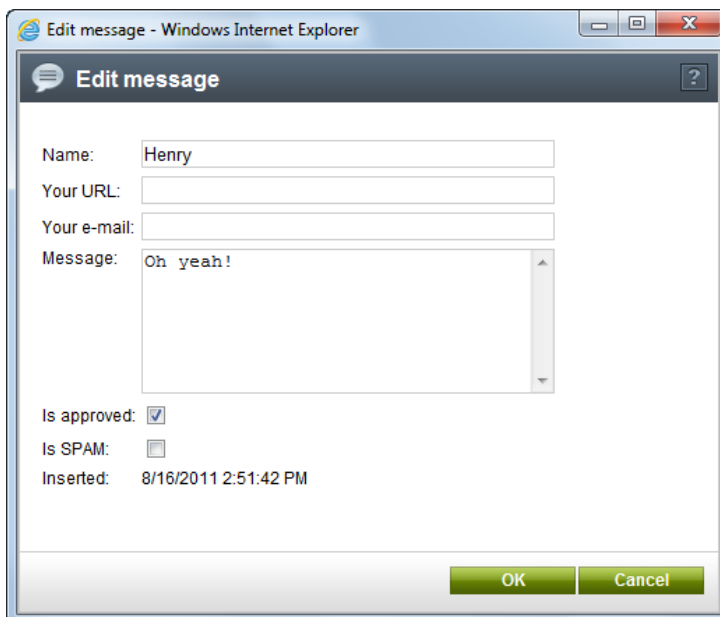 Edit message - Windows Internet Explorer
Edit message ?
Name: Henry
Your URL:
Your e-mail:
Message: Oh yeah!
Is approved:
Is SPAM:
Inserted: 8/16/2011 2:51:42 PM
OK Cancel